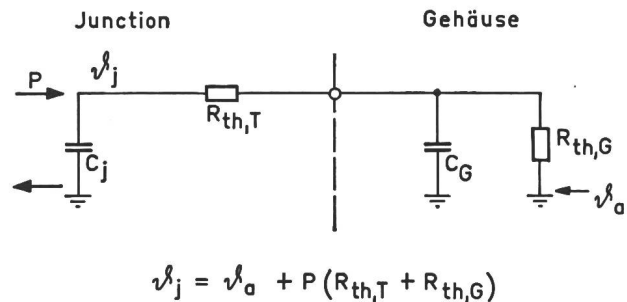 Junction
Gehäuse
P
ϑj
Rth,T
Cj
CG
Rth,G
ϑa
ϑj = ϑa + P(Rth,T + Rth,G)